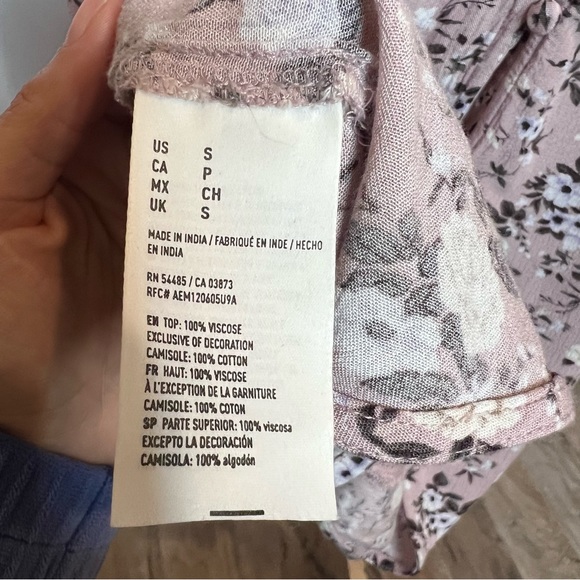 US S
CA P
MX CH
UK S
MADE IN INDIA / FABRIQUÉ EN INDE / HECHO
EN INDIA
RN 54485 / CA 03873
RFC# AEM120605U9A
EN TOP: 100% VISCOSE
EXCLUSIVE OF DECORATION
CAMISOLE: 100% COTTON
FR HAUT: 100% VISCOSE
À L'EXCEPTION DE LA GARNITURE
CAMISOLE: 100% COTON
SP PARTE SUPERIOR: 100% viscosa
EXCEPTO LA DECORACIÓN
CAMISOLA: 100% algodón